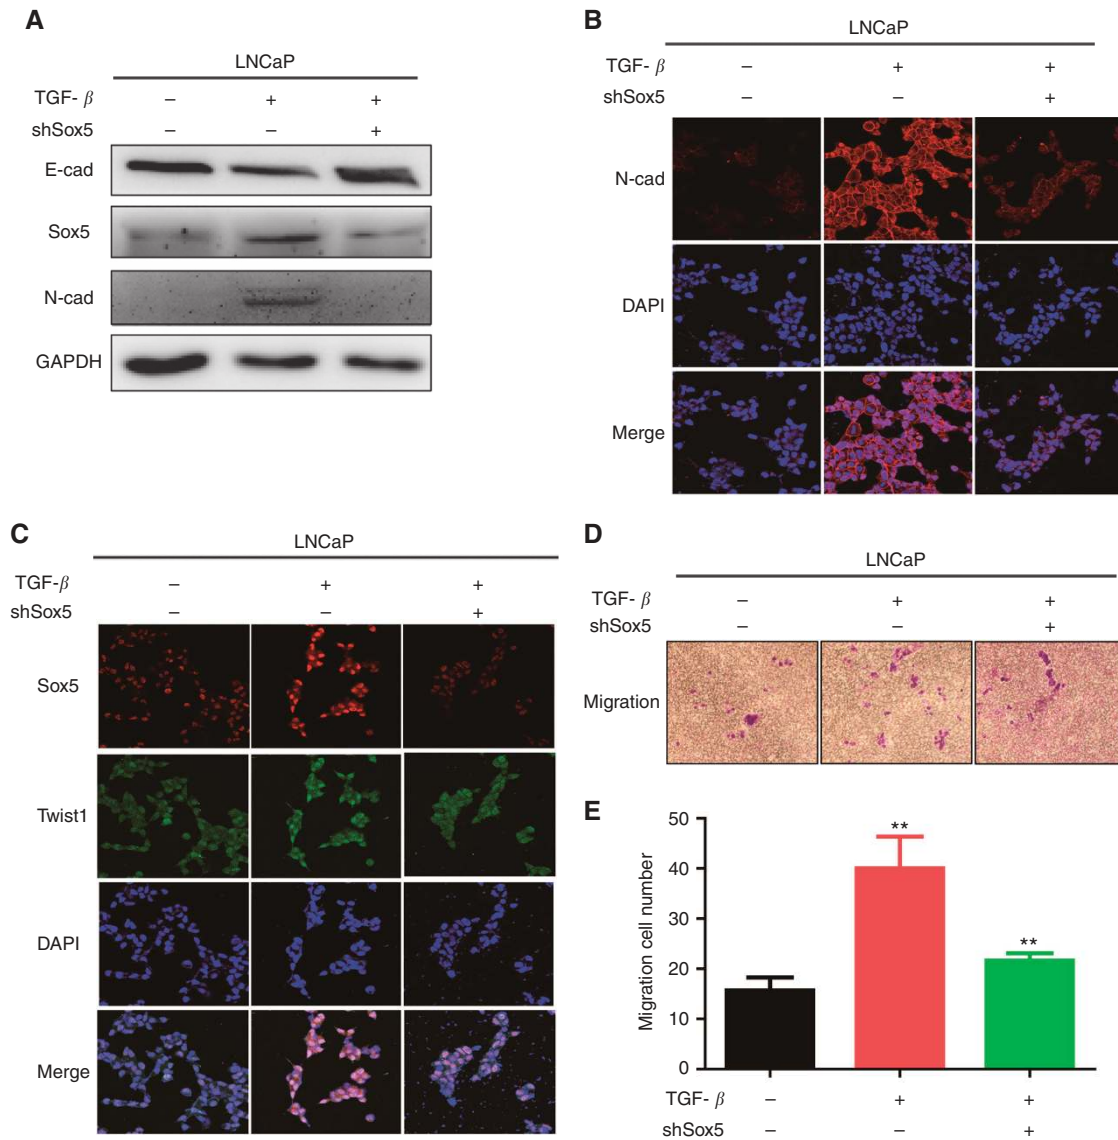 A
LNCaP
TGF- β – + +
shSox5 – – +
E-cad
Sox5
N-cad
GAPDH
B
LNCaP
TGF- β – + +
shSox5 – – +
N-cad
DAPI
Merge
C
LNCaP
TGF-β – + +
shSox5 – – +
Sox5
Twist1
DAPI
Merge
D
LNCaP
TGF- β – + +
shSox5 – – +
Migration
E
Migration cell number
50
40
30
20
10
0
**
**
TGF- β – + +
shSox5 – – +